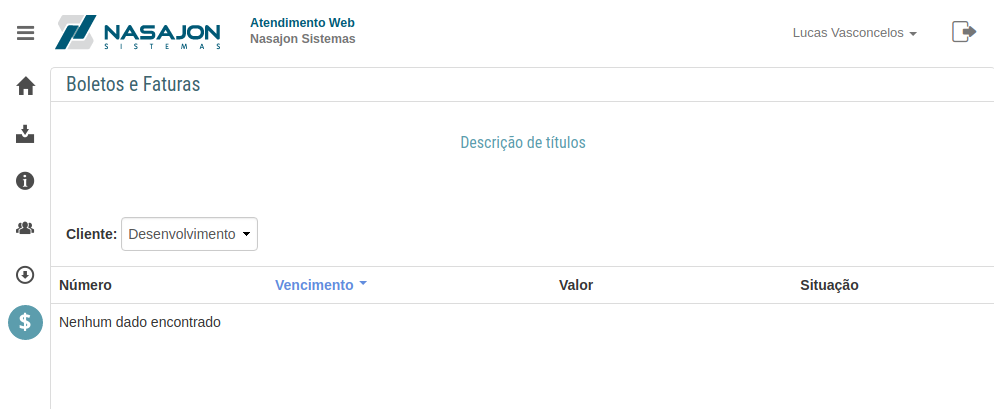 NASAJON
SISTEMAS
Atendimento Web
Nasajon Sistemas
Lucas Vasconcelos
Boletos e Faturas
Descrição de títulos
Cliente: Desenvolvimento
Número Vencimento Valor Situação
Nenhum dado encontrado